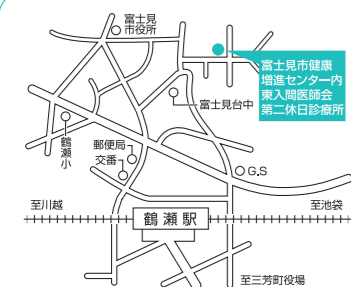 富士見
市役所
富士見市健康
増進センター内
東入間医師会
第二休日診療所
富士見台中
鶴瀬小
郵便局
交番
G.S
至川越
至池袋
鶴瀬駅
至三芳町役場